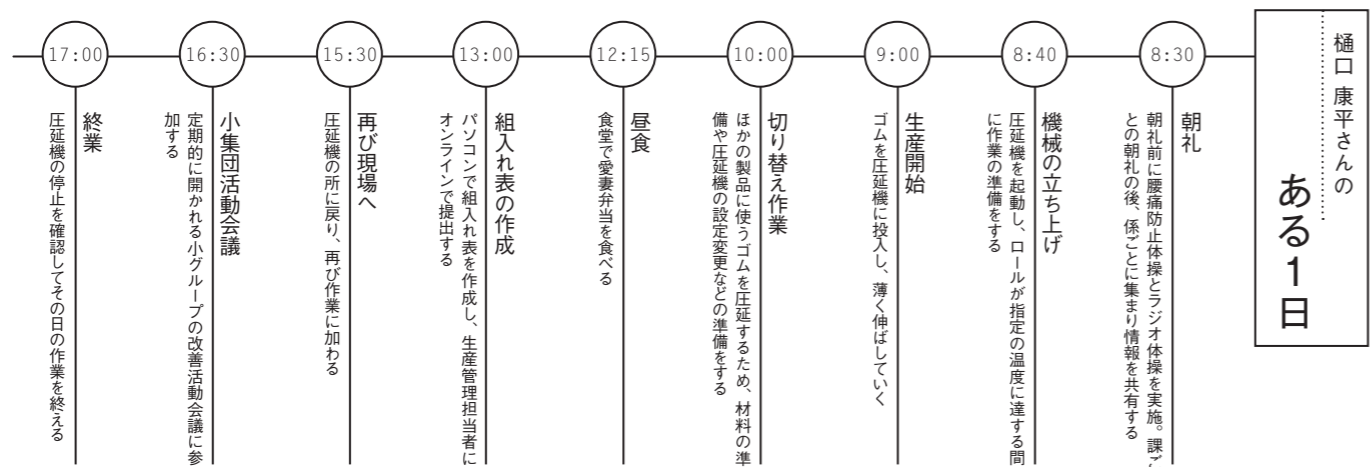 樋口 康平さんの
ある1日
8:30
朝礼
朝礼前に腰痛防止体操とラジオ体操を実施。課ご
との朝礼の後、係ごとに集まり情報を共有する
8:40
機械の立ち上げ
圧延機を起動し、ロールが指定の温度に達する間
に作業の準備をする
9:00
生産開始
ゴムを圧延機に投入し、薄く伸ばしていく
10:00
切り替え作業
ほかの製品に使うゴムを圧延するため、材料の準
備や圧延機の設定変更などの準備をする
12:15
昼食
食堂で愛妻弁当を食べる
13:00
組入れ表の作成
パソコンで組入れ表を作成し、生産管理担当者に
オンラインで提出する
15:30
再び現場へ
圧延機の所に戻り、再び作業に加わる
16:30
小集団活動会議
定期的に開かれる小グループの改善活動会議に参
加する
17:00
終業
圧延機の停止を確認してその日の作業を終える